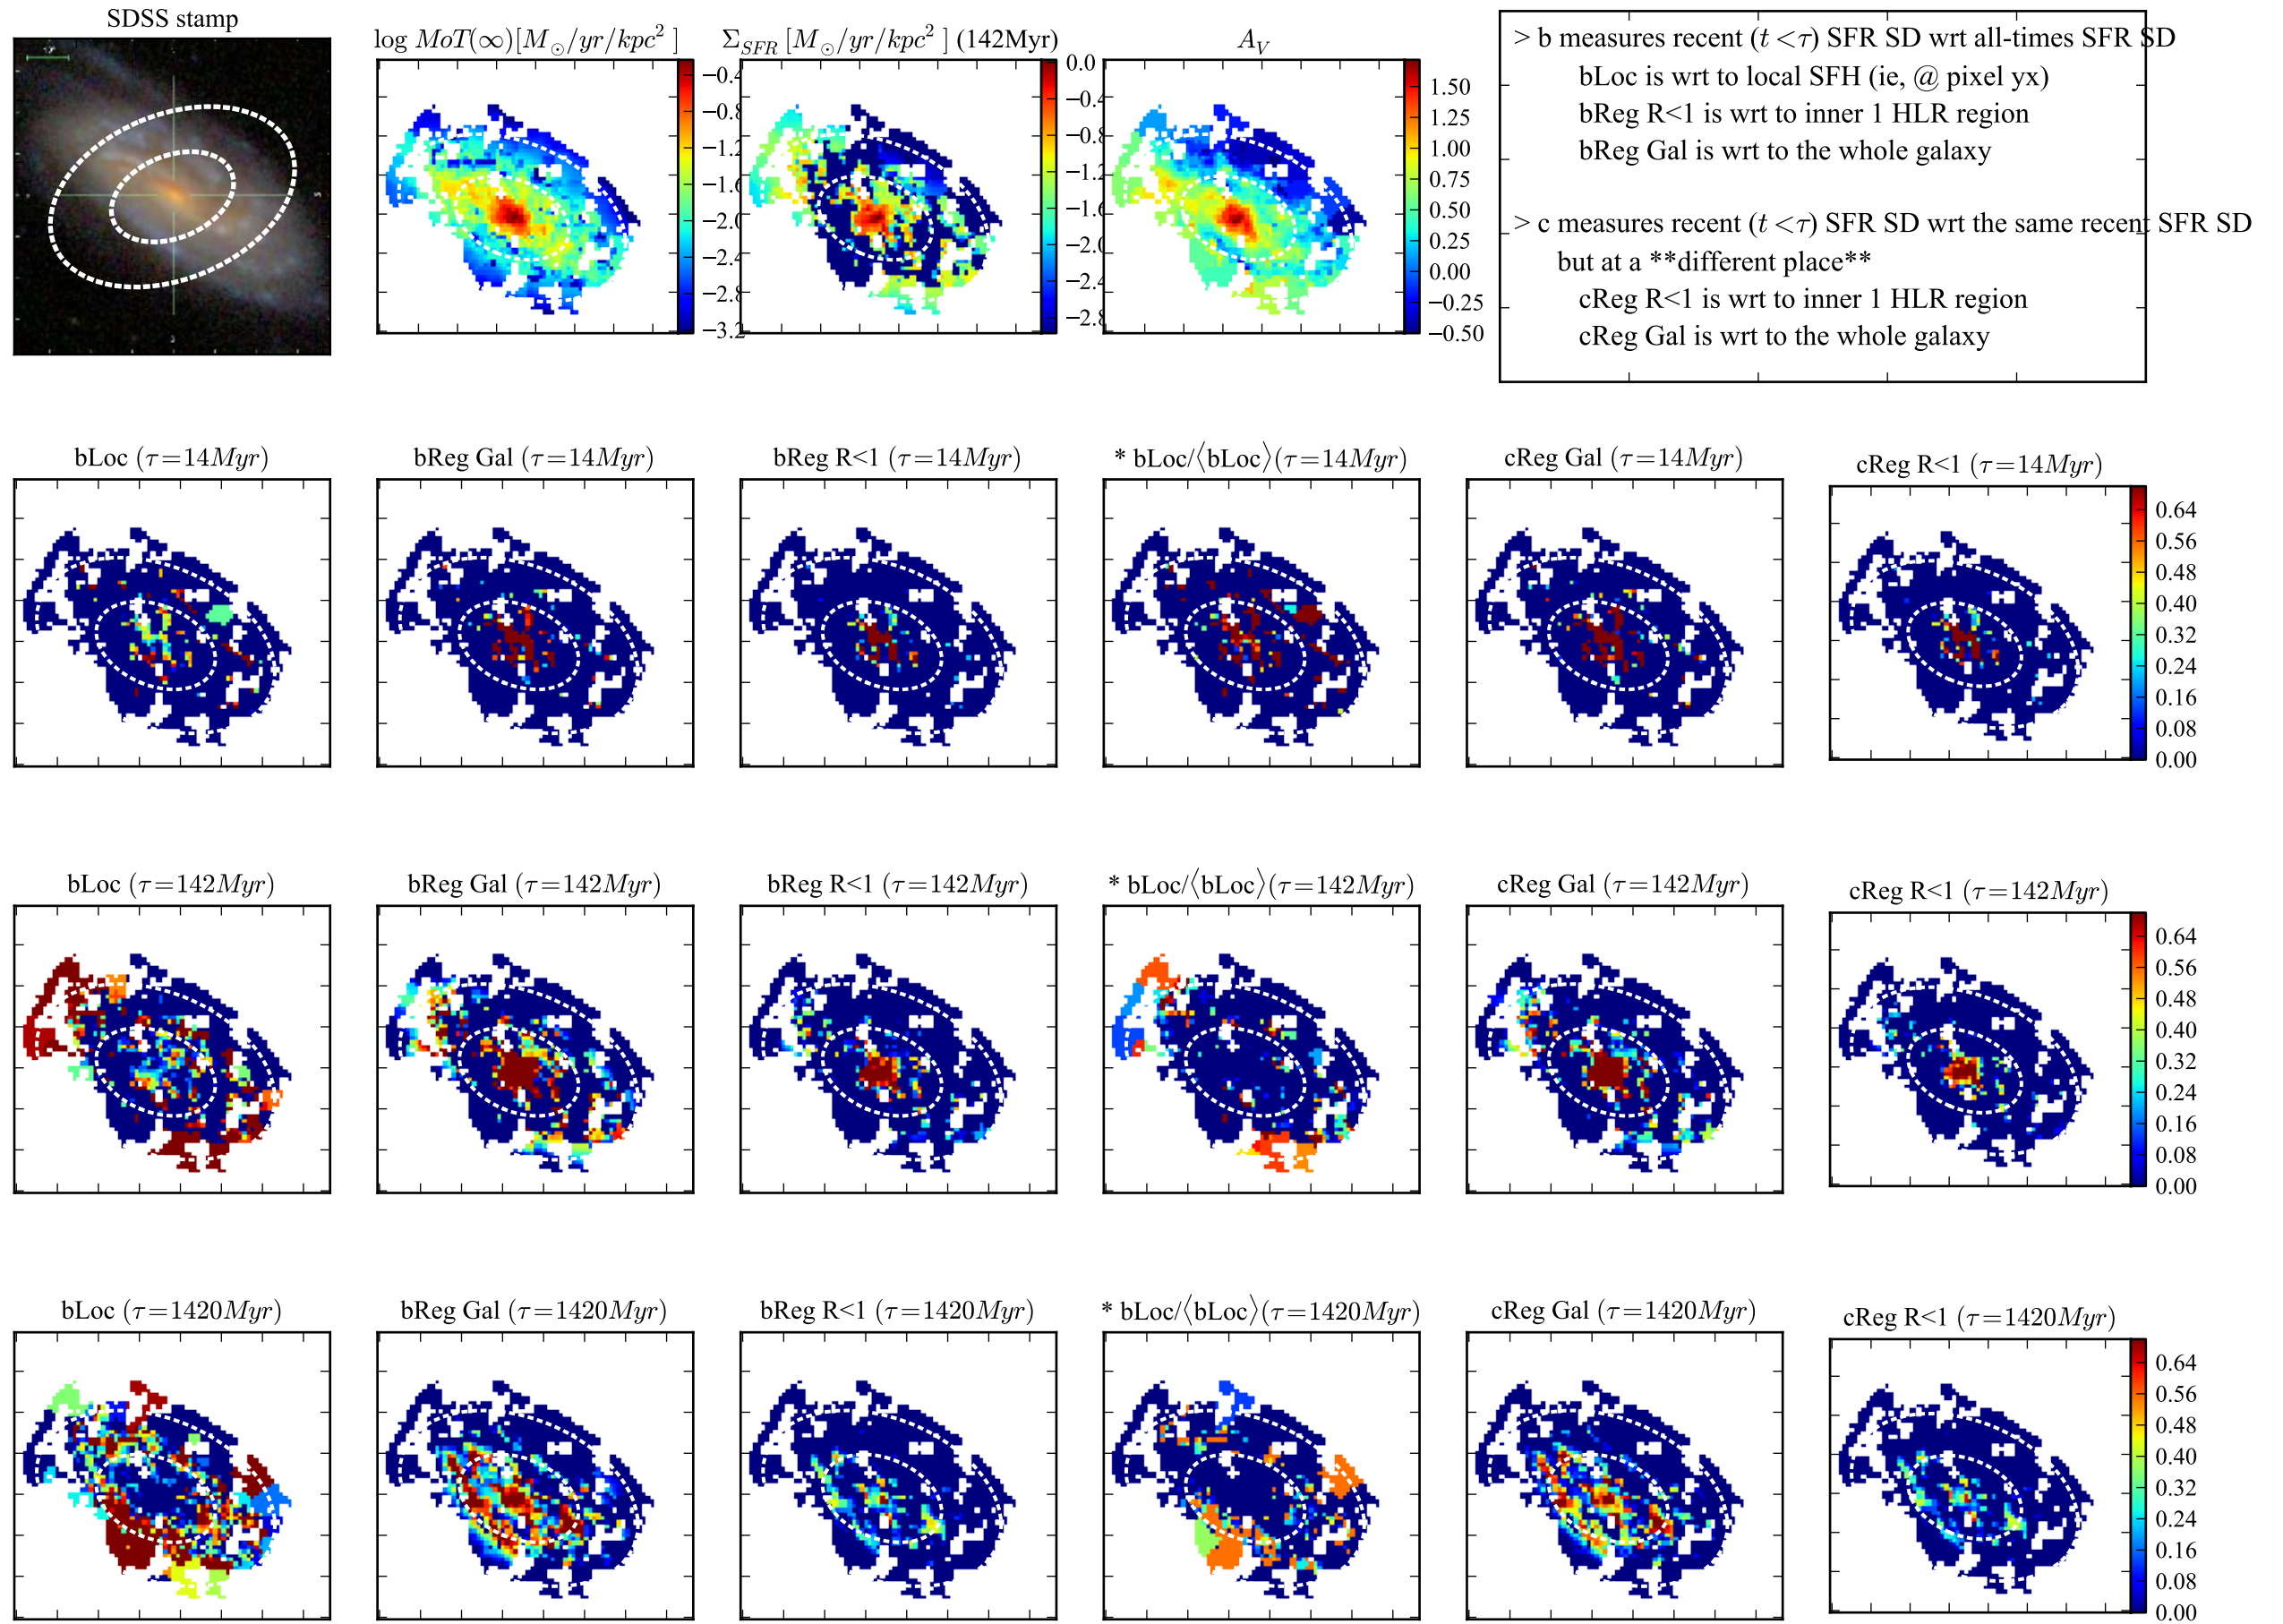 SDSS stamp
log MoT(∞)[M⊙/yr/kpc² ]
Σ_SFR [M⊙/yr/kpc² ] (142Myr)
A_V
−0.4
−0.8
−1.2
−1.6
−2.0
−2.4
−2.8
−3.2
0.0
−0.4
−0.8
−1.2
−1.6
−2.0
−2.4
−2.8
1.50
1.25
1.00
0.75
0.50
0.25
0.00
−0.25
−0.50
> b measures recent (t <τ) SFR SD wrt all-times SFR SD
bLoc is wrt to local SFH (ie, @ pixel yx)
bReg R<1 is wrt to inner 1 HLR region
bReg Gal is wrt to the whole galaxy
> c measures recent (t <τ) SFR SD wrt the same recent SFR SD
but at a **different place**
cReg R<1 is wrt to inner 1 HLR region
cReg Gal is wrt to the whole galaxy
bLoc (τ=14Myr)
bReg Gal (τ=14Myr)
bReg R<1 (τ=14Myr)
* bLoc/⟨bLoc⟩(τ=14Myr)
cReg Gal (τ=14Myr)
cReg R<1 (τ=14Myr)
0.64
0.56
0.48
0.40
0.32
0.24
0.16
0.08
0.00
bLoc (τ=142Myr)
bReg Gal (τ=142Myr)
bReg R<1 (τ=142Myr)
* bLoc/⟨bLoc⟩(τ=142Myr)
cReg Gal (τ=142Myr)
cReg R<1 (τ=142Myr)
0.64
0.56
0.48
0.40
0.32
0.24
0.16
0.08
0.00
bLoc (τ=1420Myr)
bReg Gal (τ=1420Myr)
bReg R<1 (τ=1420Myr)
* bLoc/⟨bLoc⟩(τ=1420Myr)
cReg Gal (τ=1420Myr)
cReg R<1 (τ=1420Myr)
0.64
0.56
0.48
0.40
0.32
0.24
0.16
0.08
0.00